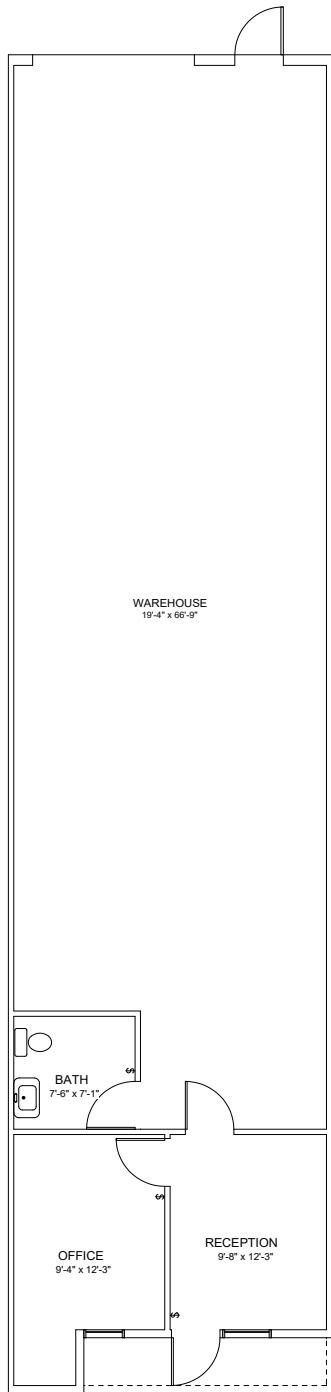 WAREHOUSE
19'-4" x 66'-9"
BATH
7'-6" x 7'-1"
$
$
OFFICE
9'-4" x 12'-3"
RECEPTION
9'-8" x 12'-3"
$